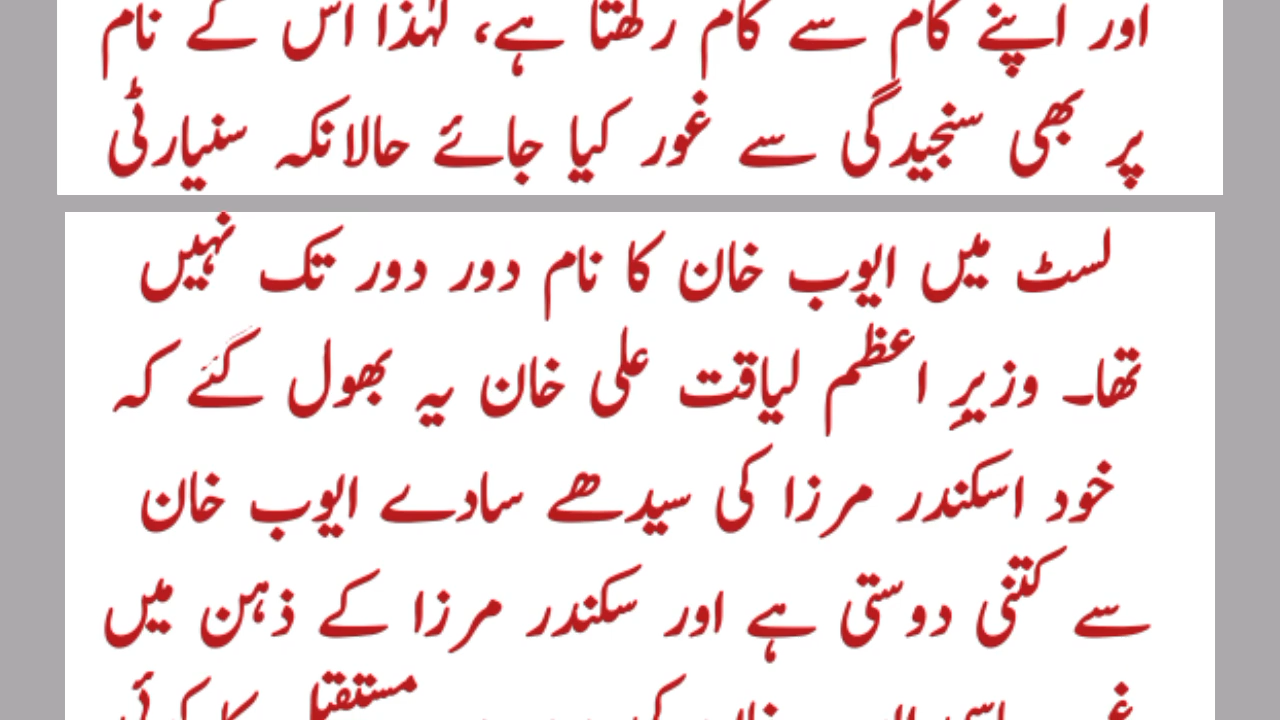 اور اپنے کام سے کام رکھتا ہے، لہٰذا اس کے نام
پر بھی سنجیدگی سے غور کیا جائے حالانکہ سنیارٹی
لسٹ میں ایوب خان کا نام دور دور تک نہیں
تھا۔ وزیرِ اعظم لیاقت علی خان یہ بھول گئے کہ
خود اسکندر مرزا کی سیدھے سادے ایوب خان
سے کتنی دوستی ہے اور سکندر مرزا کے ذہن میں
مستقبل کا کوئی